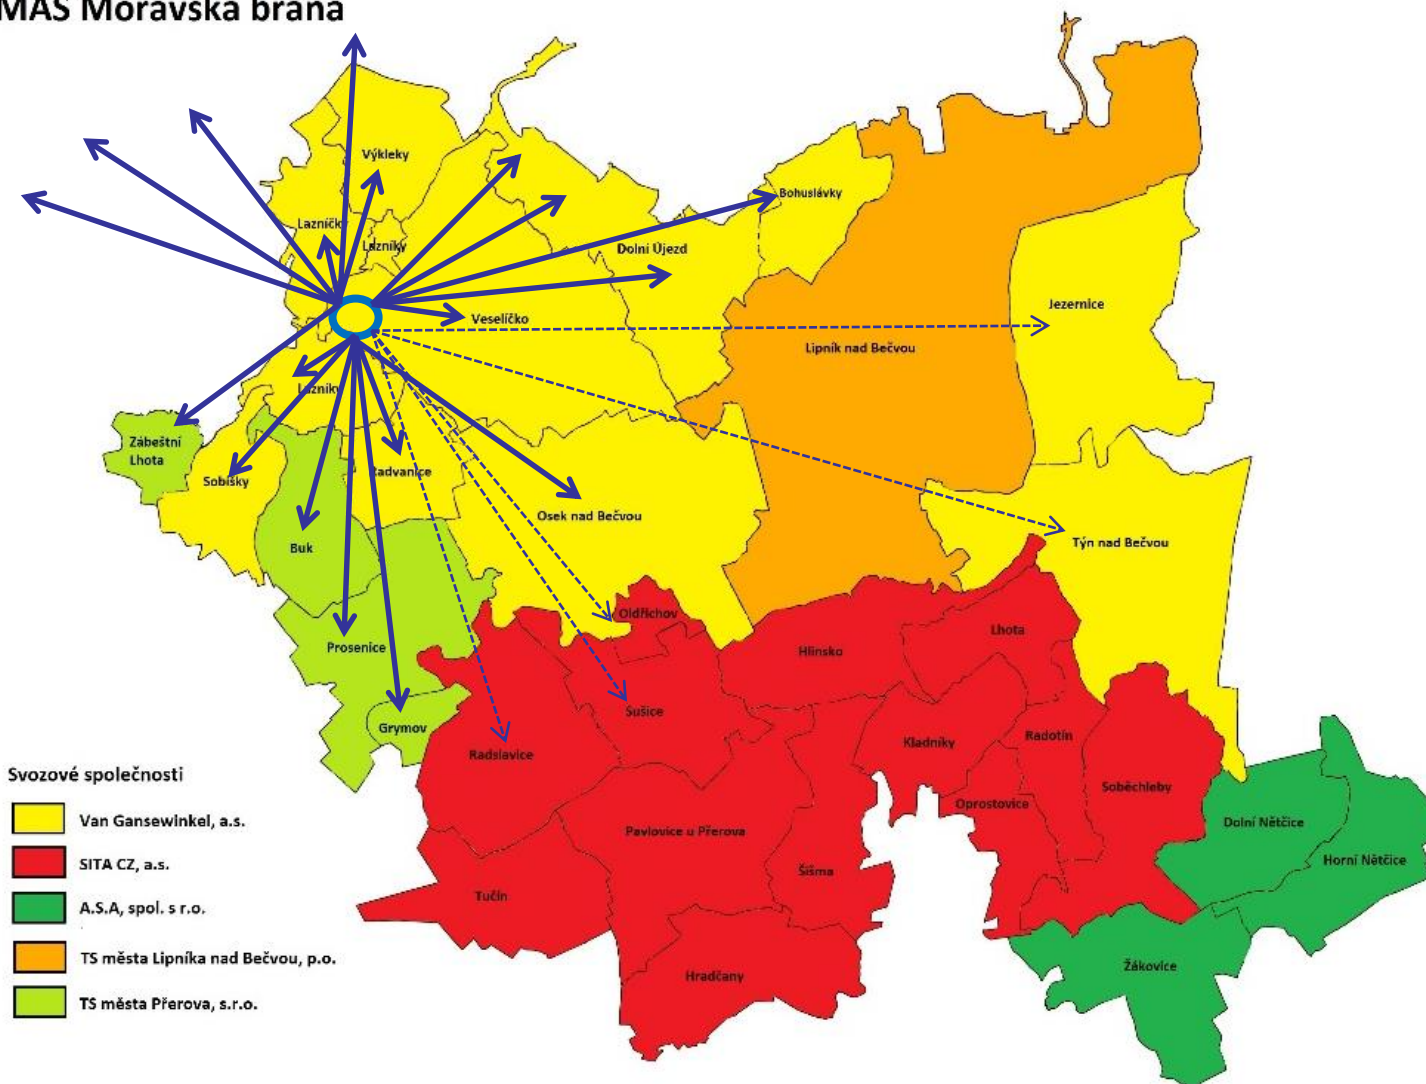 MAS Moravská brána
Výkleky
Bohuslávky
Lazničky
Lazníky
Dolní Újezd
Jezernice
Veselíčko
Lipník nad Bečvou
Lazníky
Zábeštní
Lhota
Radvanice
Sobíšky
Osek nad Bečvou
Buk
Týn nad Bečvou
Oldřichov
Lhota
Prosenice
Hlinsko
Sušice
Grymov
Radotín
Kladníky
Radslavice
Svozové společnosti
Soběchleby
Oprostovice
Van Gansewinkel, a.s.
Dolní Nětčice
Pavlovice u Přerova
Horní Nětčice
SITA CZ, a.s.
Šišma
Tučín
A.S.A, spol. s r.o.
TS města Lipníka nad Bečvou, p.o.
Žákovice
Hradčany
TS města Přerova, s.r.o.